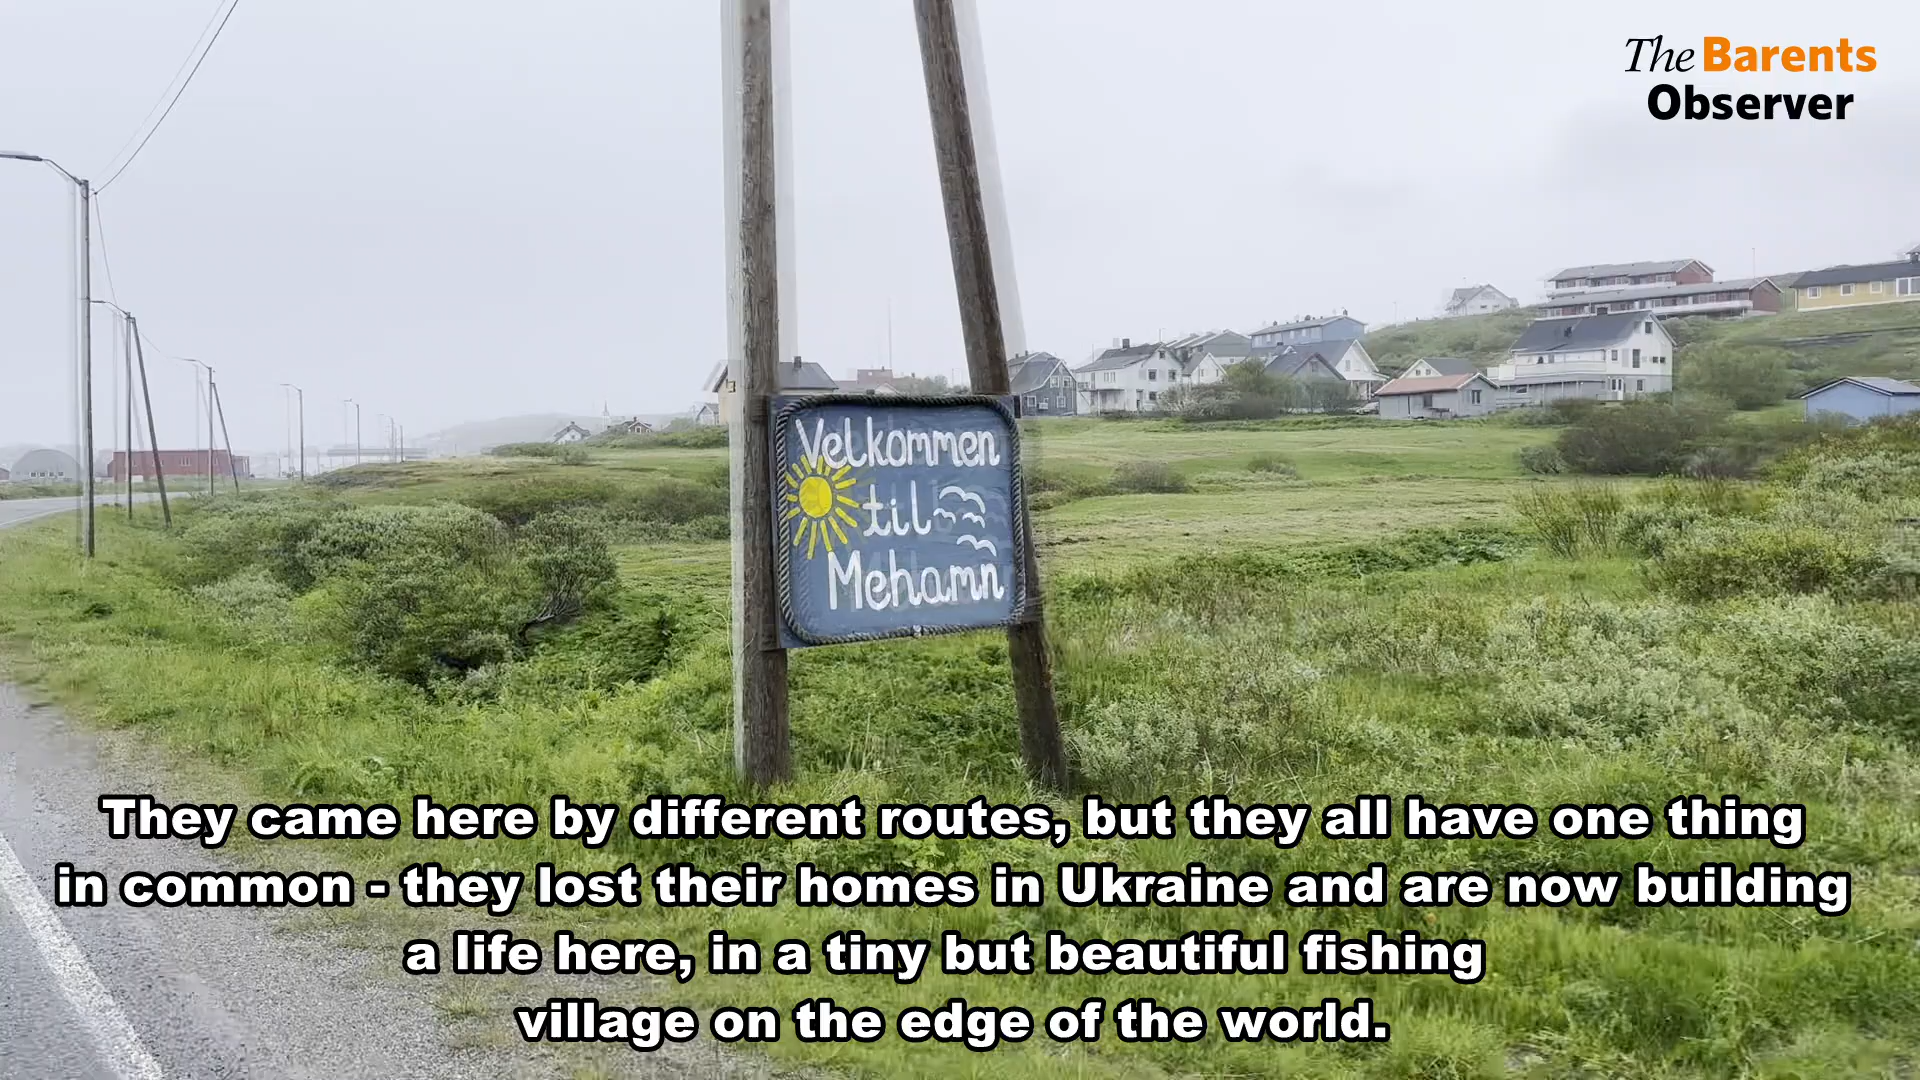 The Barents
Observer
Velkommen
til
Mehamn
They came here by different routes, but they all have one thing
in common - they lost their homes in Ukraine and are now building
a life here, in a tiny but beautiful fishing
village on the edge of the world.